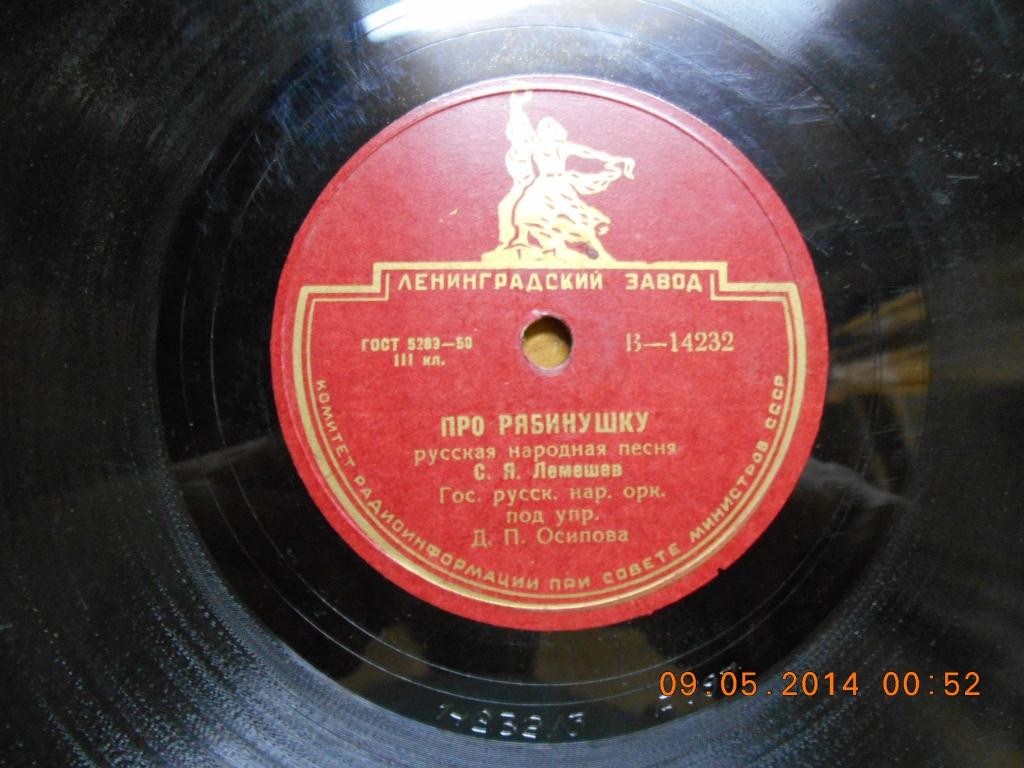 ЛЕНИНГРАДСКИЙ ЗАВОД
ГОСТ 5289—50
III кл.
В—14232
ПРО РЯБИНУШКУ
русская народная песня
С. Я. Лемешев
Гос. русск. нар. орк.
под упр.
Д. П. Осипова
КОМИТЕТ РАДИОИНФОРМАЦИИ ПРИ СОВЕТЕ МИНИСТРОВ СССР
09.05.2014 00:52